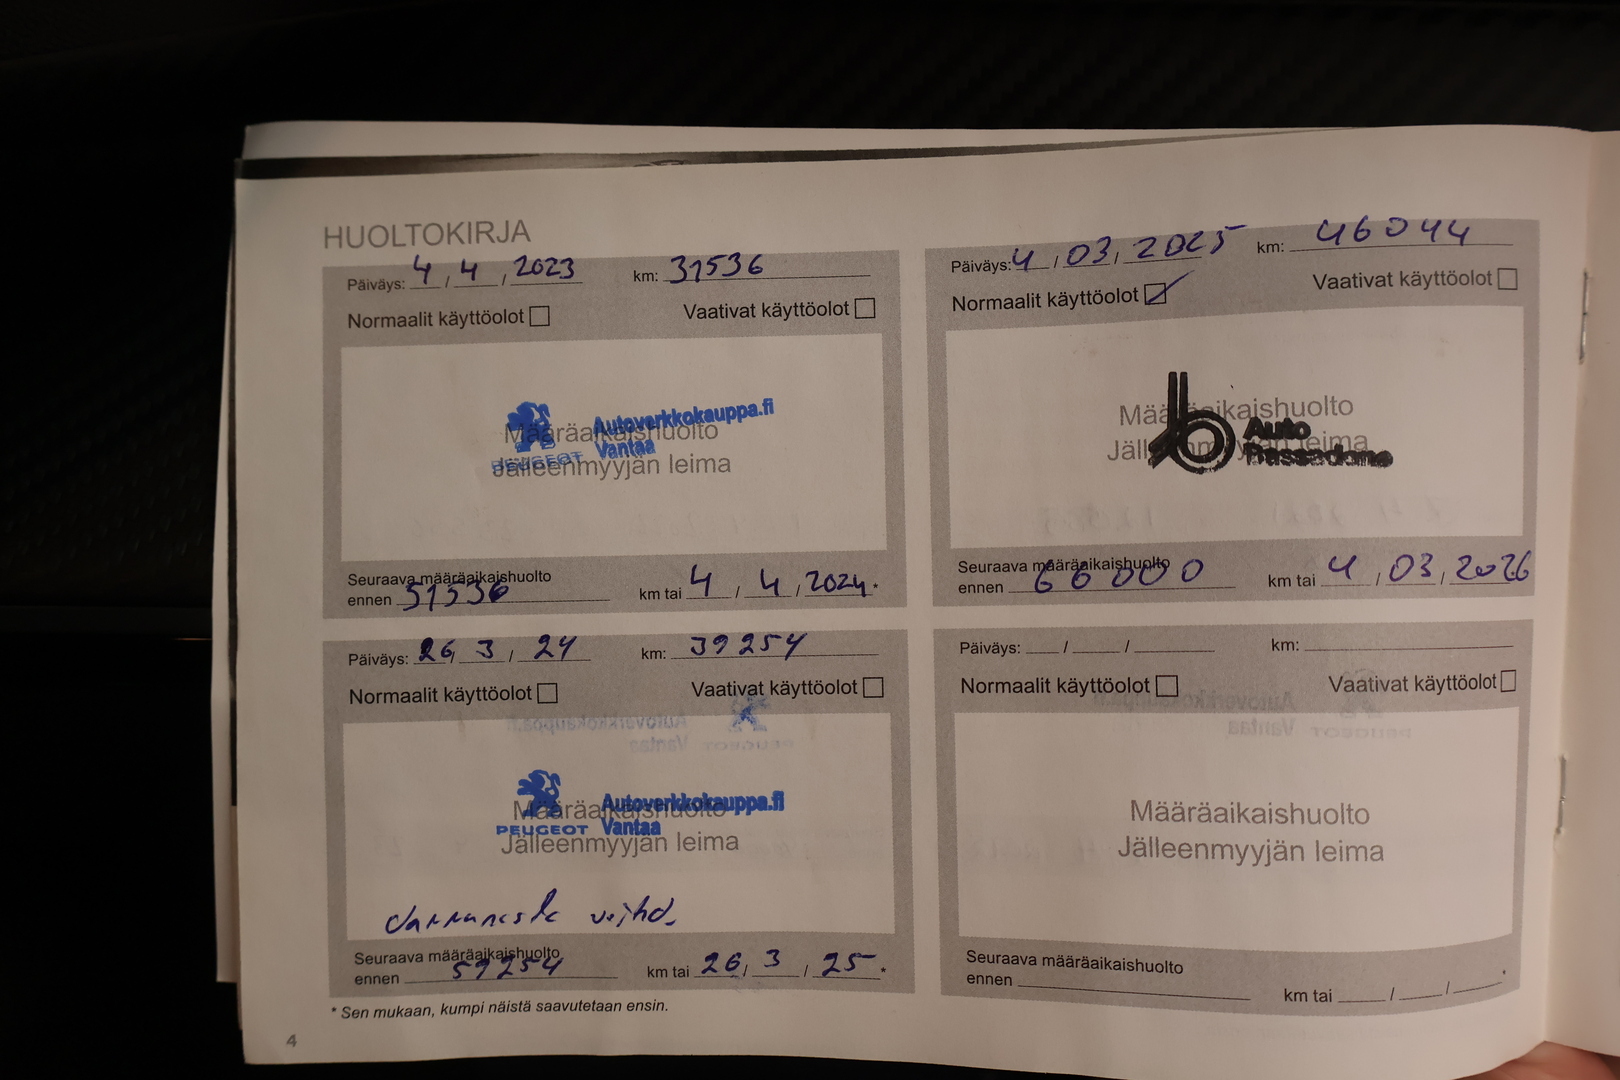 HUOLTOKIRJA
Päiväys: 4 / 4 / 2023 km: 31536
Normaalit käyttöolot Vaativat käyttöolot
Autoverkkokauppa.fi
Vantaa
PEUGEOT
Määräaikaishuolto
Jälleenmyyjän leima
Seuraava määräaikaishuolto
ennen 51536 km tai 4 / 4 / 2024 *
Päiväys: 26 / 3 / 24 km: 39254
Normaalit käyttöolot Vaativat käyttöolot
Autoverkkokauppa.fi
PEUGEOT Vantaa
Määräaikaishuolto
Jälleenmyyjän leima
Jarruneste vaihd.
Seuraava määräaikaishuolto
ennen 59254 km tai 26 / 3 / 25 *
* Sen mukaan, kumpi näistä saavutetaan ensin.
4
Päiväys: 4 / 03 / 2025 km: 46044
Normaalit käyttöolot Vaativat käyttöolot
Määräaikaishuolto
Jälleenmyyjän leima
Auto
Bassadone
Seuraava määräaikaishuolto
ennen 66000 km tai 4 / 03 / 2026
Päiväys: / / km:
Normaalit käyttöolot Vaativat käyttöolot
Määräaikaishuolto
Jälleenmyyjän leima
Seuraava määräaikaishuolto
ennen km tai / / *